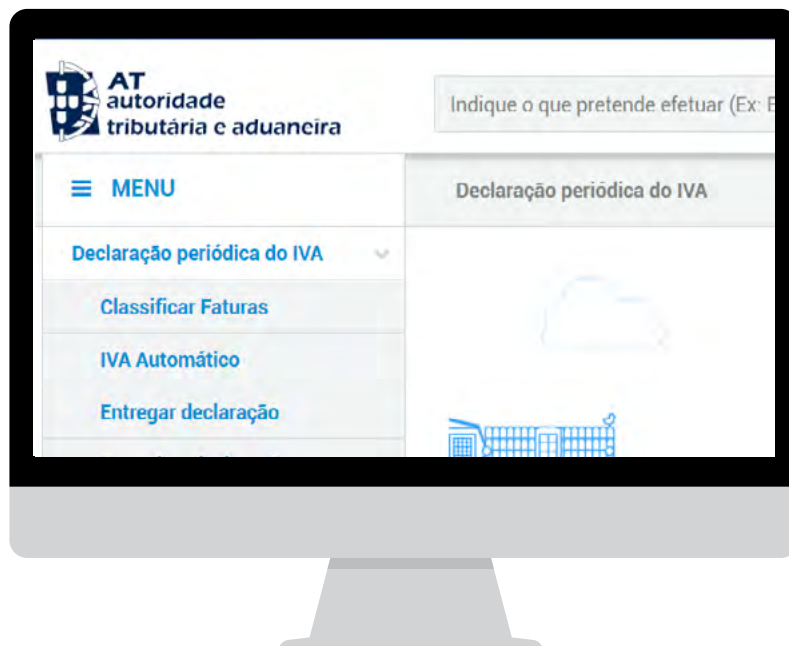 AT
autoridade
tributária e aduaneira
Indique o que pretende efetuar (Ex:
MENU
Declaração periódica do IVA
Declaração periódica do IVA
Classificar Faturas
IVA Automático
Entregar declaração